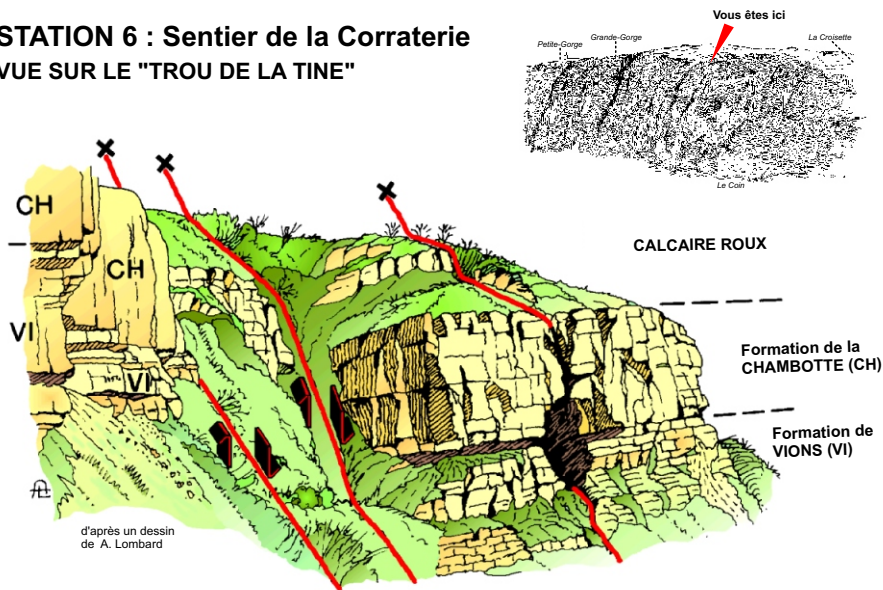 STATION 6 : Sentier de la Corraterie
VUE SUR LE "TROU DE LA TINE"
Vous êtes ici
Petite-Gorge
Grande-Gorge
La Croisette
Le Coin
CH
CH
VI
VI
CALCAIRE ROUX
Formation de la
CHAMBOTTE (CH)
Formation de
VIONS (VI)
d'après un dessin
de A. Lombard